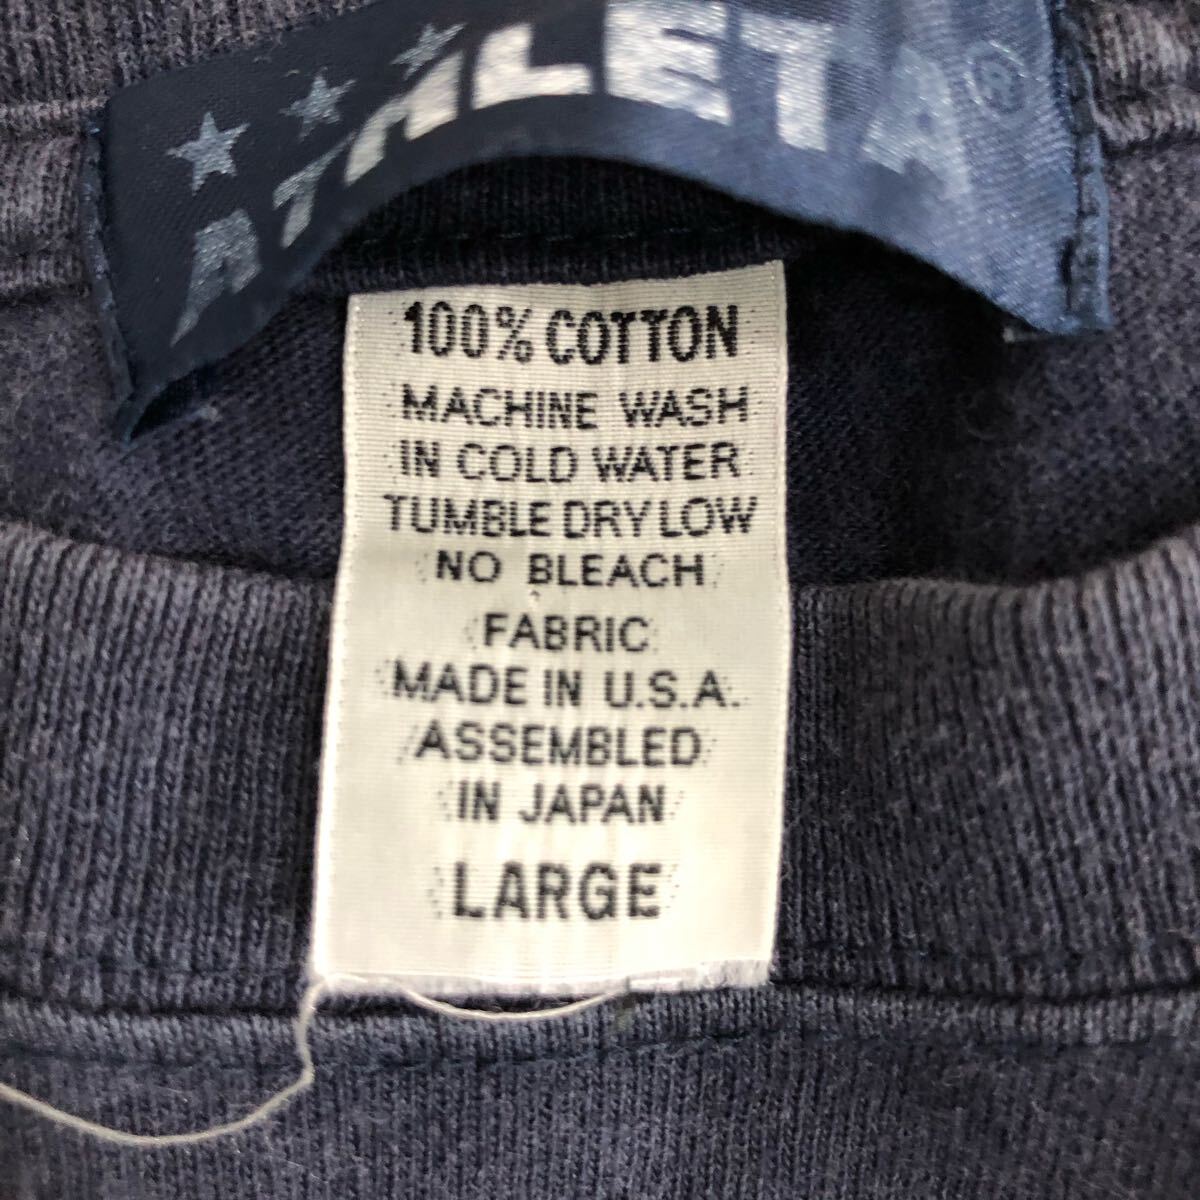 ATHLETA®
100% COTTON
MACHINE WASH
IN COLD WATER
TUMBLE DRY LOW
NO BLEACH
FABRIC
MADE IN U.S.A.
ASSEMBLED
IN JAPAN
LARGE